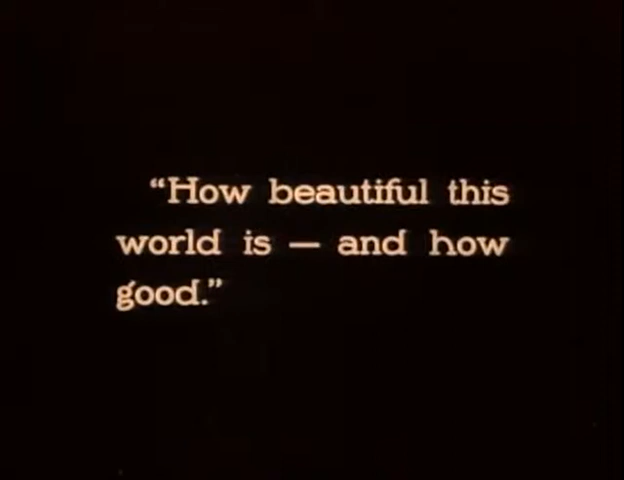 “How beautiful this
world is — and how
good.”